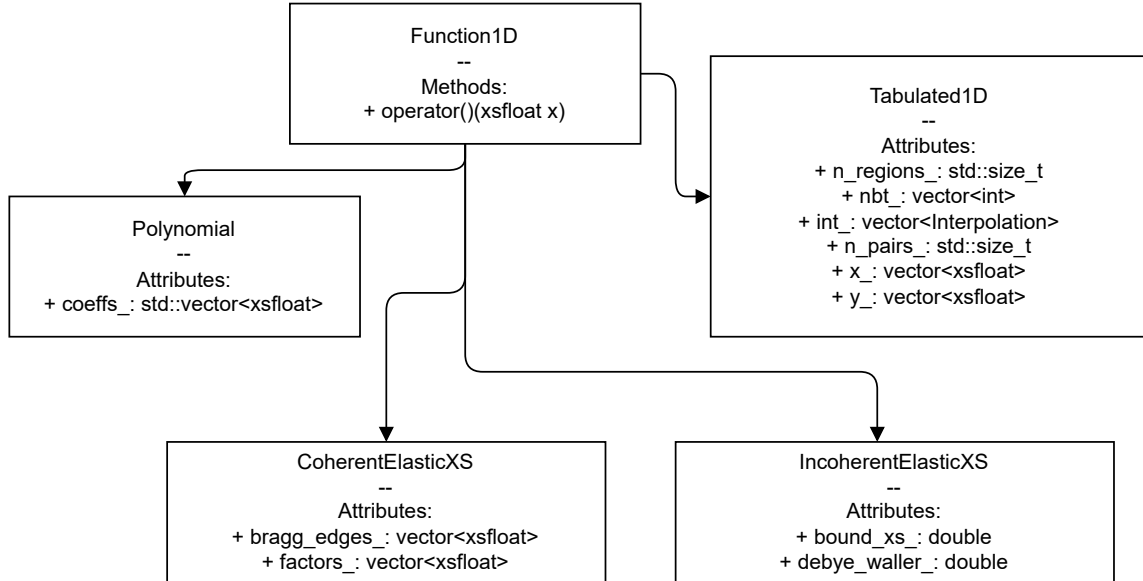 Function1D
--
Methods:
+ operator()(xsfloat x)
Tabulated1D
--
Attributes:
+ n_regions_: std::size_t
+ nbt_: vector<int>
+ int_: vector<Interpolation>
+ n_pairs_: std::size_t
+ x_: vector<xsfloat>
+ y_: vector<xsfloat>
Polynomial
--
Attributes:
+ coeffs_: std::vector<xsfloat>
CoherentElasticXS
--
Attributes:
+ bragg_edges_: vector<xsfloat>
+ factors_: vector<xsfloat>
IncoherentElasticXS
--
Attributes:
+ bound_xs_: double
+ debye_waller_: double